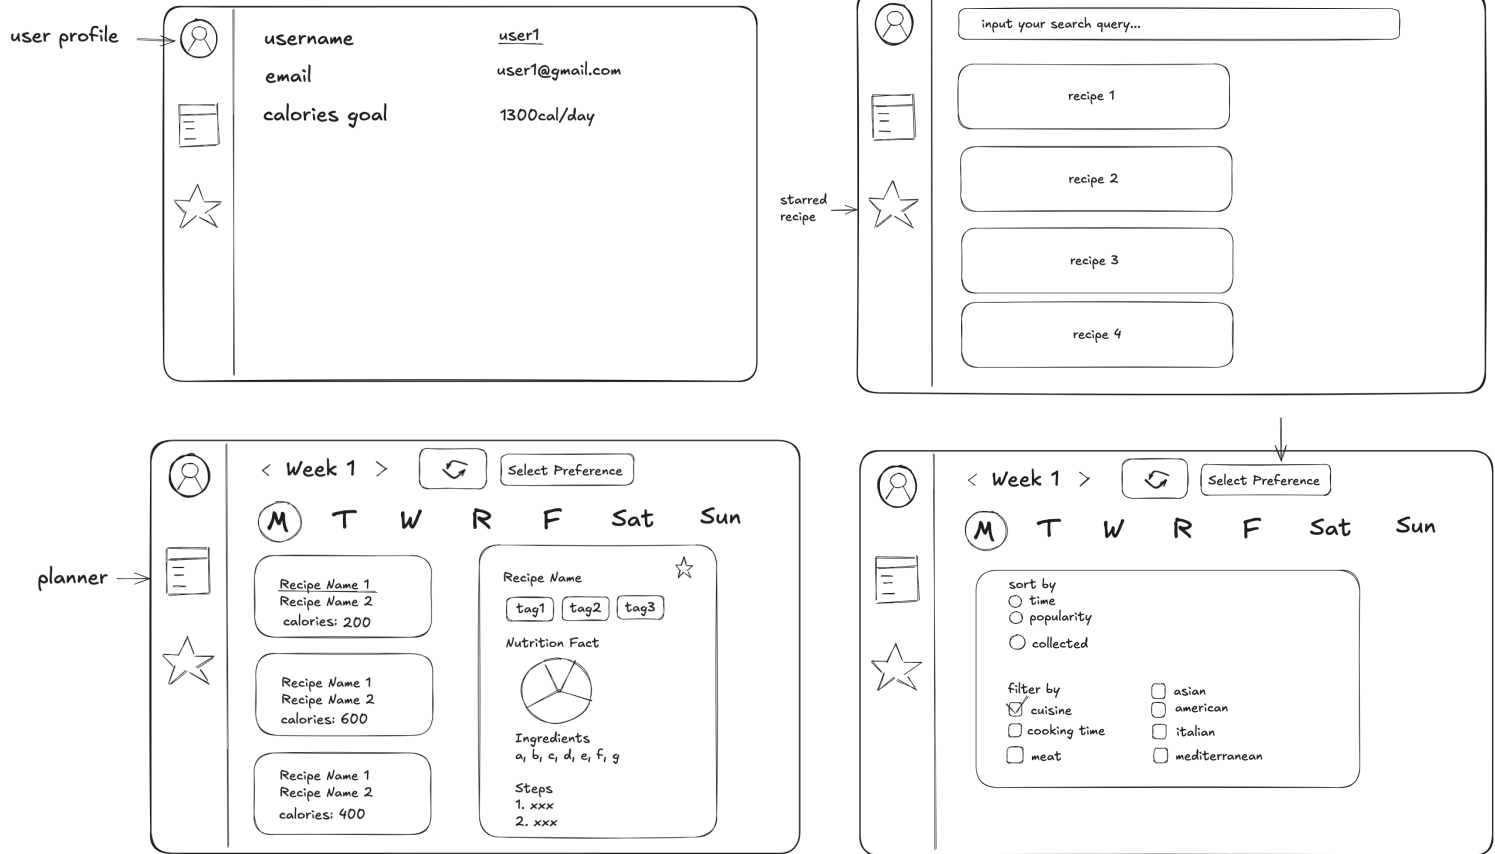 user profile
username
user1
email
user1@gmail.com
calories goal
1300cal/day
input your search query...
recipe 1
recipe 2
recipe 3
recipe 4
starred
recipe
planner
< Week 1 >
Select Preference
M T W R F Sat Sun
Recipe Name 1
Recipe Name 2
calories: 200
Recipe Name 1
Recipe Name 2
calories: 600
Recipe Name 1
Recipe Name 2
calories: 400
Recipe Name
tag1 tag2 tag3
Nutrition Fact
Ingredients
a, b, c, d, e, f, g
Steps
1. xxx
2. xxx
< Week 1 >
Select Preference
M T W R F Sat Sun
sort by
time
popularity
collected
filter by
cuisine
cooking time
meat
asian
american
italian
mediterranean